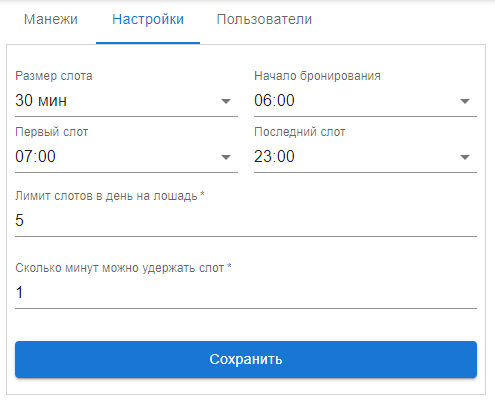 Манежи Настройки Пользователи
Размер слота Начало бронирования
30 мин 06:00
Первый слот Последний слот
07:00 23:00
Лимит слотов в день на лошадь *
5
Сколько минут можно удержать слот *
1
Сохранить